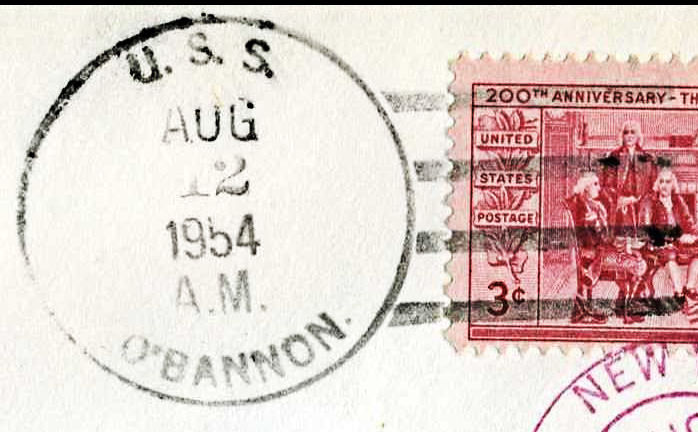 U.S.S.
AUG
12
1954
A.M.
O'BANNON.
200TH ANNIVERSARY - TH
UNITED
STATES
POSTAGE
3¢
NEW